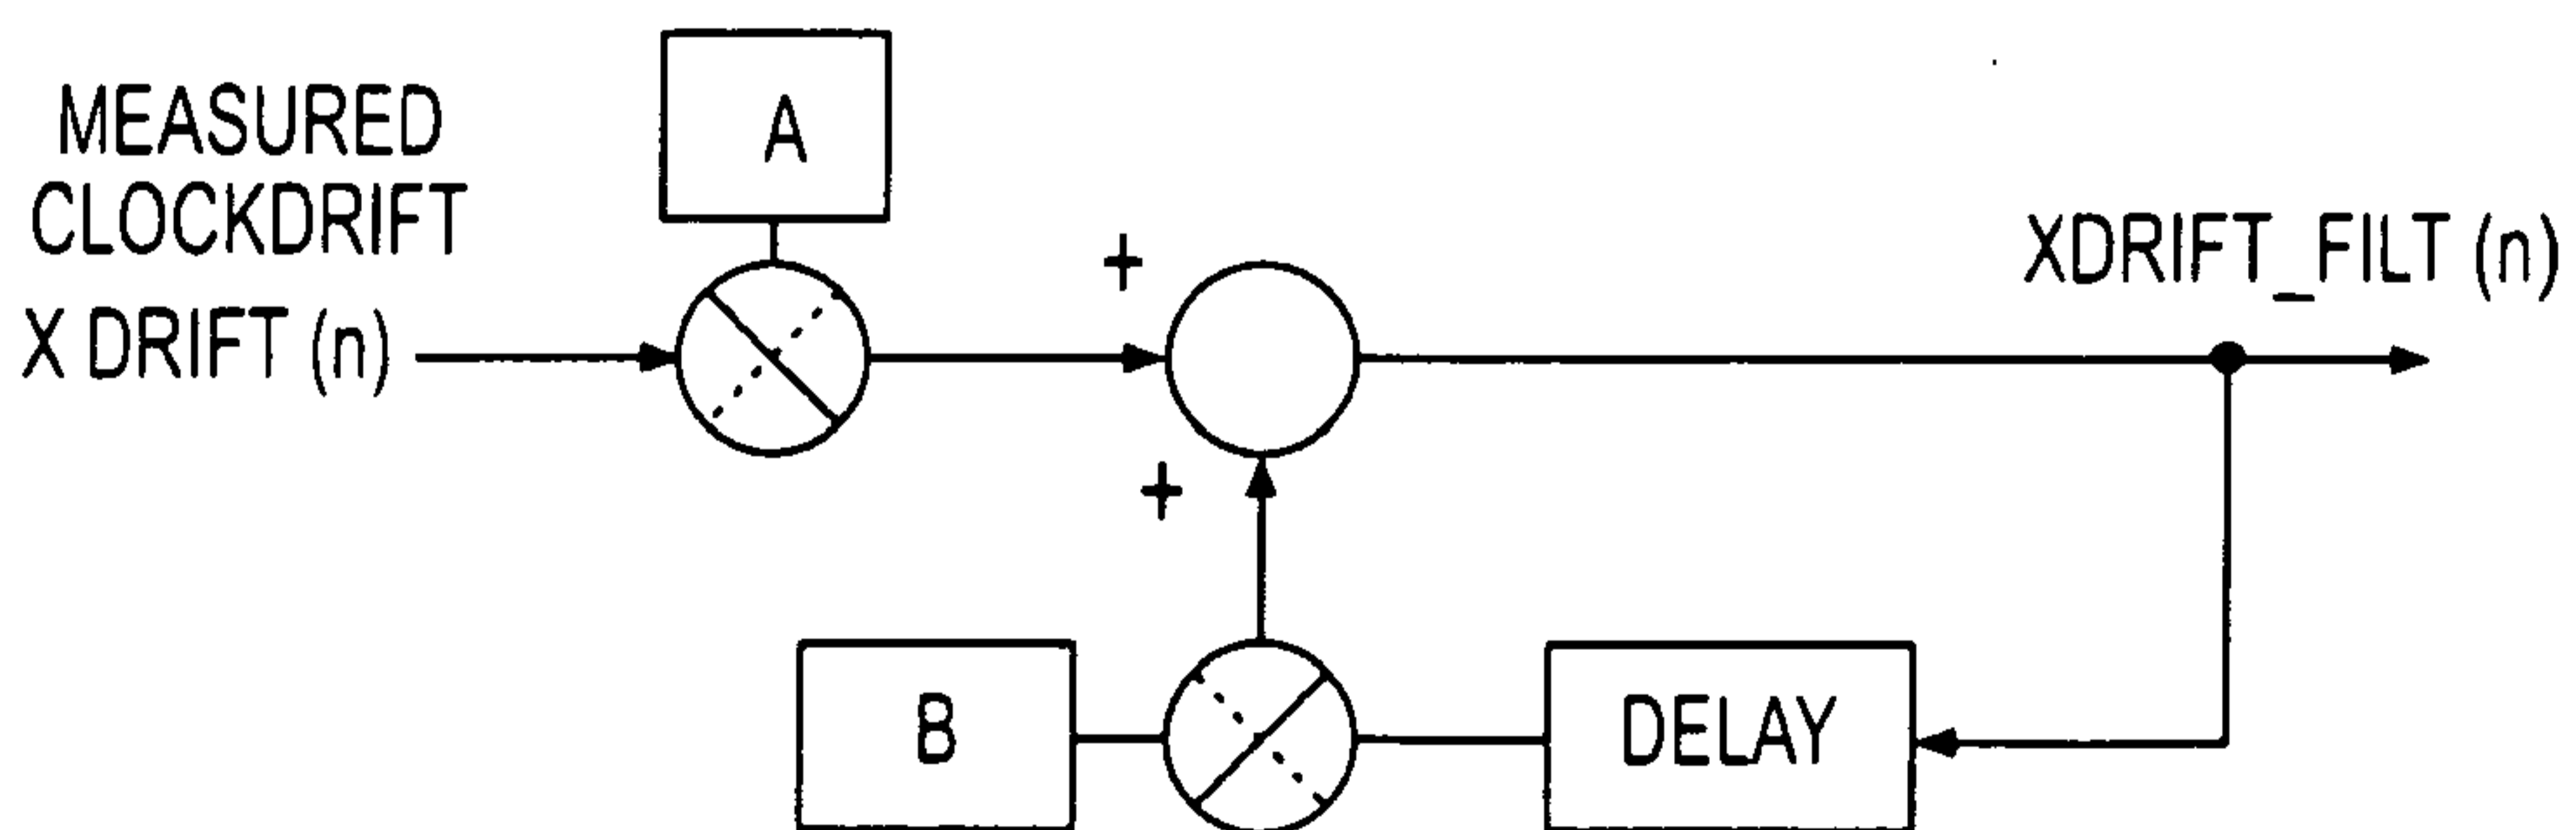 MEASURED
CLOCKDRIFT
X DRIFT (n)
A
+
XDRIFT_FILT (n)
+
B
DELAY